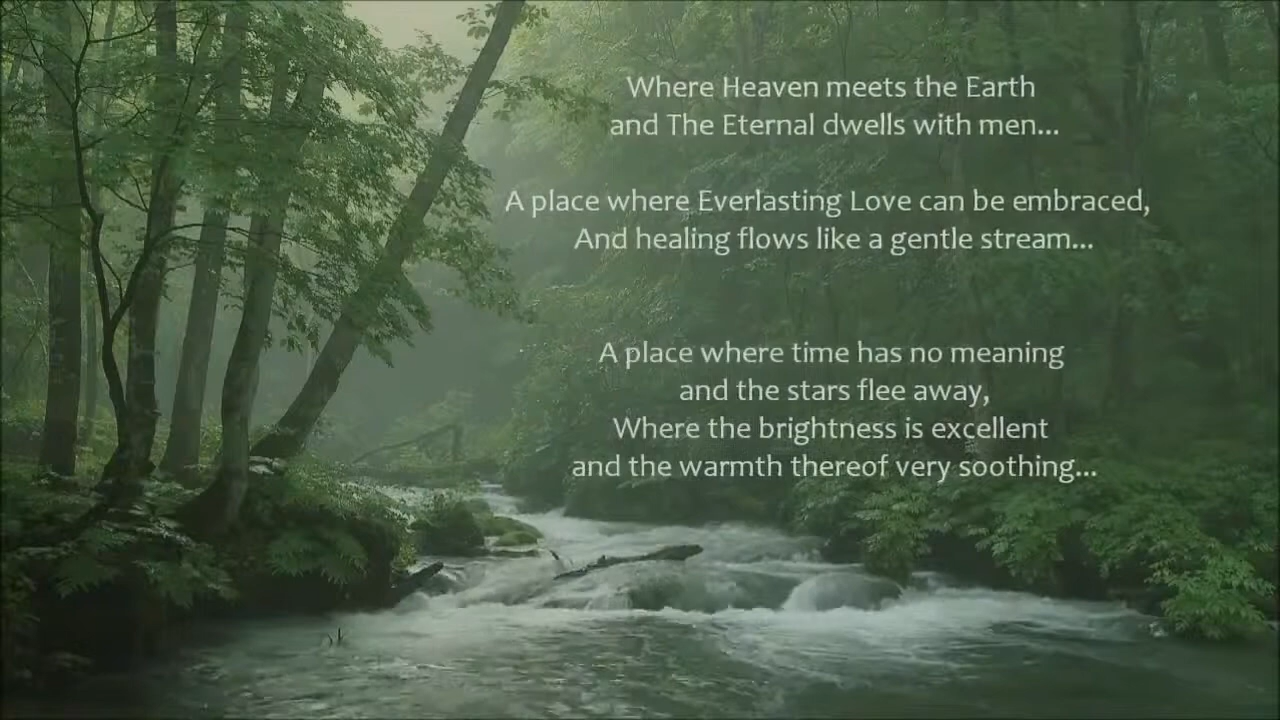 Where Heaven meets the Earth
and The Eternal dwells with men...
A place where Everlasting Love can be embraced,
And healing flows like a gentle stream...
A place where time has no meaning
and the stars flee away,
Where the brightness is excellent
and the warmth thereof very soothing...